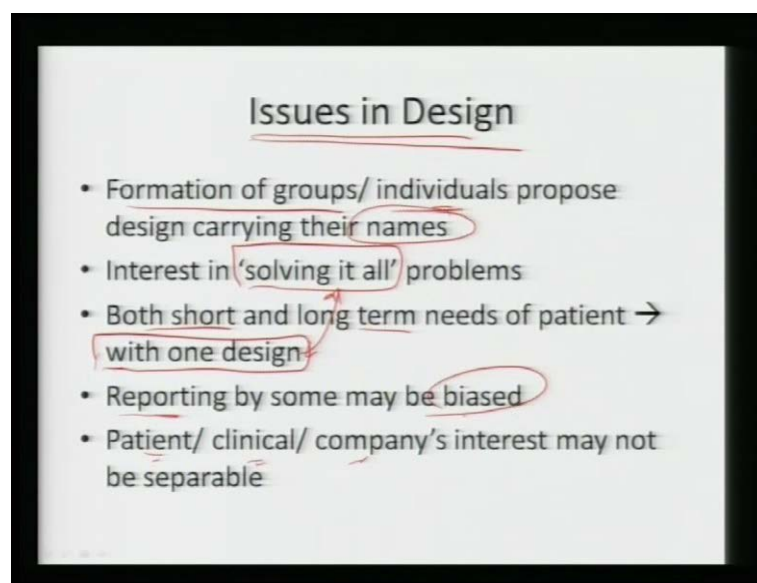 Issues in Design
• Formation of groups/ individuals propose
design carrying their names
• Interest in ‘solving it all’ problems
• Both short and long term needs of patient →
with one design
• Reporting by some may be biased
• Patient/ clinical/ company’s interest may not
be separable